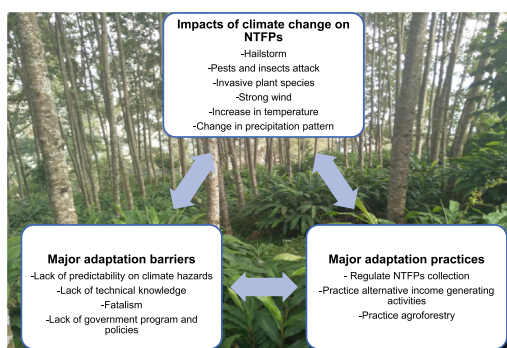 Impacts of climate change on
NTFPs
-Hailstorm
-Pests and insects attack
-Invasive plant species
-Strong wind
-Increase in temperature
-Change in precipitation pattern
Major adaptation barriers
-Lack of predictability on climate hazards
-Lack of technical knowledge
-Fatalism
-Lack of government program and
policies
Major adaptation practices
- Regulate NTFPs collection
-Practice alternative income generating
activities
-Practice agroforestry